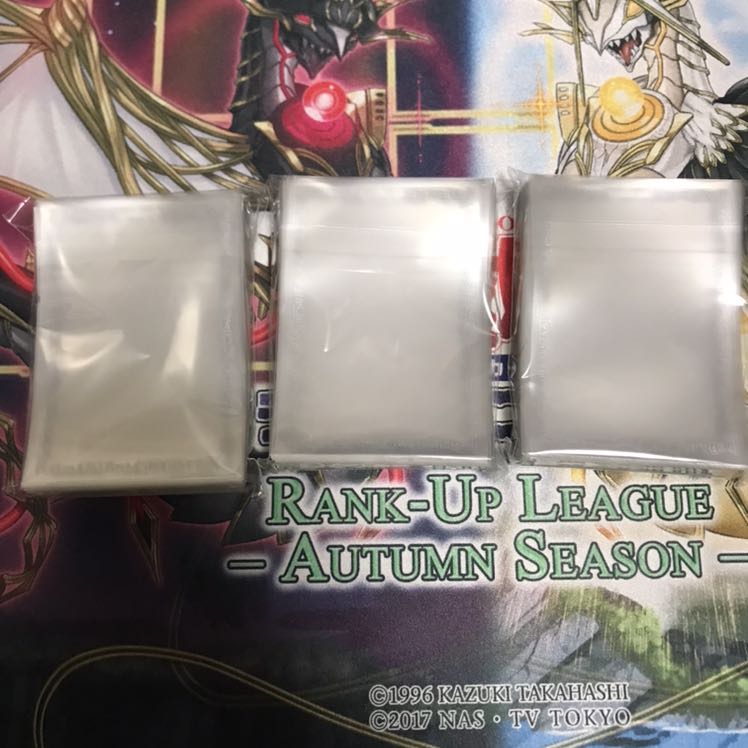 RANK-UP LEAGUE
– AUTUMN SEASON –
©1996 KAZUKI TAKAHASHI
©2017 NAS・TV TOKYO